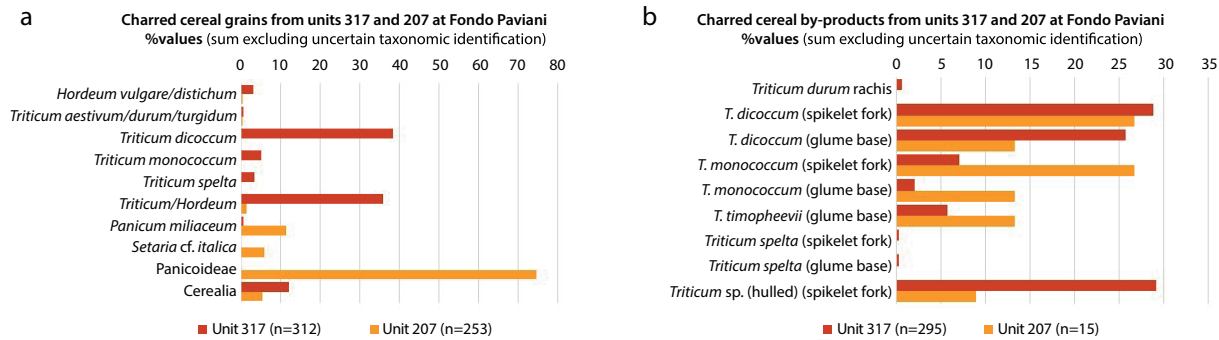 a
Charred cereal grains from units 317 and 207 at Fondo Paviani
%values (sum excluding uncertain taxonomic identification)
0 10 20 30 40 50 60 70 80
Hordeum vulgare/distichum
Triticum aestivum/durum/turgidum
Triticum dicoccum
Triticum monococcum
Triticum spelta
Triticum/Hordeum
Panicum miliaceum
Setaria cf. italica
Panicoideae
Cerealia
Unit 317 (n=312) Unit 207 (n=253)
b
Charred cereal by-products from units 317 and 207 at Fondo Paviani
%values (sum excluding uncertain taxonomic identification)
0 5 10 15 20 25 30 35
Triticum durum rachis
T. dicoccum (spikelet fork)
T. dicoccum (glume base)
T. monococcum (spikelet fork)
T. monococcum (glume base)
T. timopheevii (glume base)
Triticum spelta (spikelet fork)
Triticum spelta (glume base)
Triticum sp. (hulled) (spikelet fork)
Unit 317 (n=295) Unit 207 (n=15)